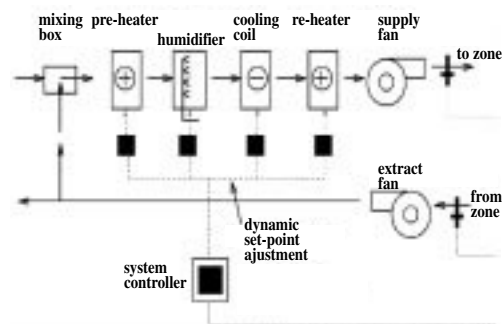 mixing
box
pre-heater
humidifier
cooling
coil
re-heater
supply
fan
to zone
extract
fan
from
zone
dynamic
set-point
ajustment
system
controller